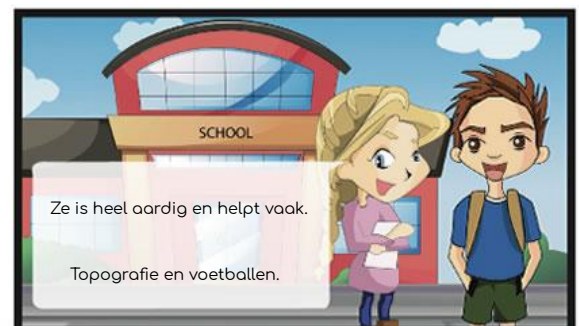 SCHOOL
Ze is heel aardig en helpt vaak.
Topografie en voetballen.